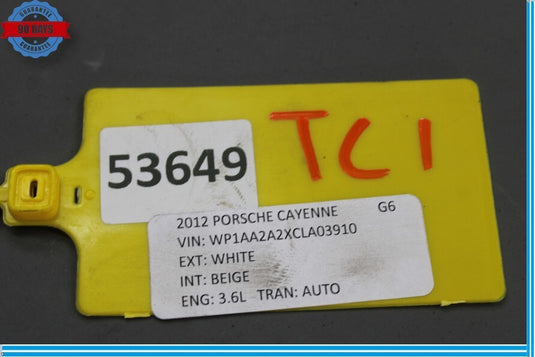 GUARANTEE
90 DAYS
GUARANTEE
TC1
53649
2012 PORSCHE CAYENNE G6
VIN: WP1AA2A2XCLA03910
EXT: WHITE
INT: BEIGE
ENG: 3.6L TRAN: AUTO